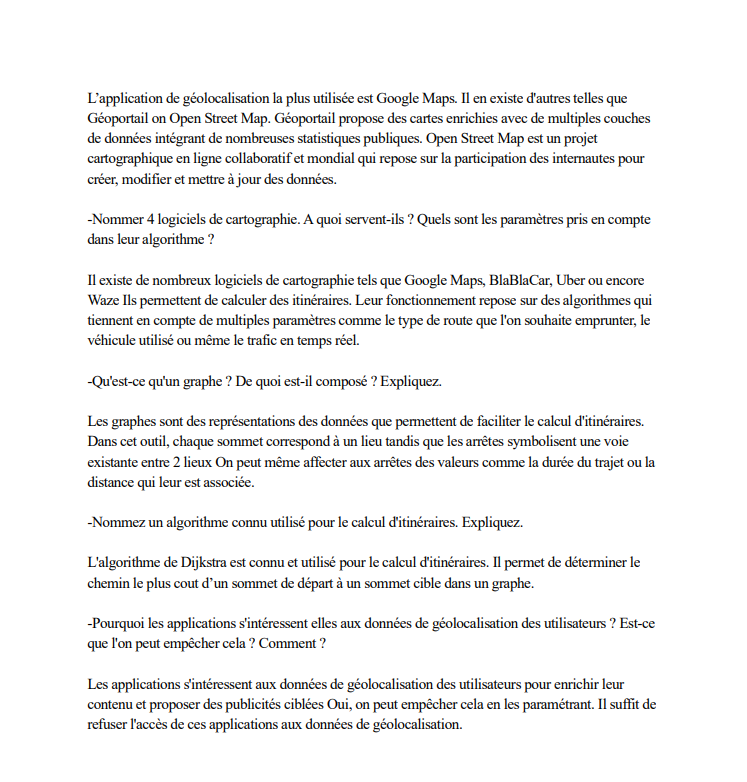 L’application de géolocalisation la plus utilisée est Google Maps. Il en existe d'autres telles que
Géoportail on Open Street Map. Géoportail propose des cartes enrichies avec de multiples couches
de données intégrant de nombreuses statistiques publiques. Open Street Map est un projet
cartographique en ligne collaboratif et mondial qui repose sur la participation des internautes pour
créer, modifier et mettre à jour des données.
-Nommer 4 logiciels de cartographie. A quoi servent-ils ? Quels sont les paramètres pris en compte
dans leur algorithme ?
Il existe de nombreux logiciels de cartographie tels que Google Maps, BlaBlaCar, Uber ou encore
Waze Ils permettent de calculer des itinéraires. Leur fonctionnement repose sur des algorithmes qui
tiennent en compte de multiples paramètres comme le type de route que l'on souhaite emprunter, le
véhicule utilisé ou même le trafic en temps réel.
-Qu'est-ce qu'un graphe ? De quoi est-il composé ? Expliquez.
Les graphes sont des représentations des données que permettent de faciliter le calcul d'itinéraires.
Dans cet outil, chaque sommet correspond à un lieu tandis que les arrêtes symbolisent une voie
existante entre 2 lieux On peut même affecter aux arrêtes des valeurs comme la durée du trajet ou la
distance qui leur est associée.
-Nommez un algorithme connu utilisé pour le calcul d'itinéraires. Expliquez.
L'algorithme de Dijkstra est connu et utilisé pour le calcul d'itinéraires. Il permet de déterminer le
chemin le plus cout d’un sommet de départ à un sommet cible dans un graphe.
-Pourquoi les applications s'intéressent elles aux données de géolocalisation des utilisateurs ? Est-ce
que l'on peut empêcher cela ? Comment ?
Les applications s'intéressent aux données de géolocalisation des utilisateurs pour enrichir leur
contenu et proposer des publicités ciblées Oui, on peut empêcher cela en les paramétrant. Il suffit de
refuser l'accès de ces applications aux données de géolocalisation.